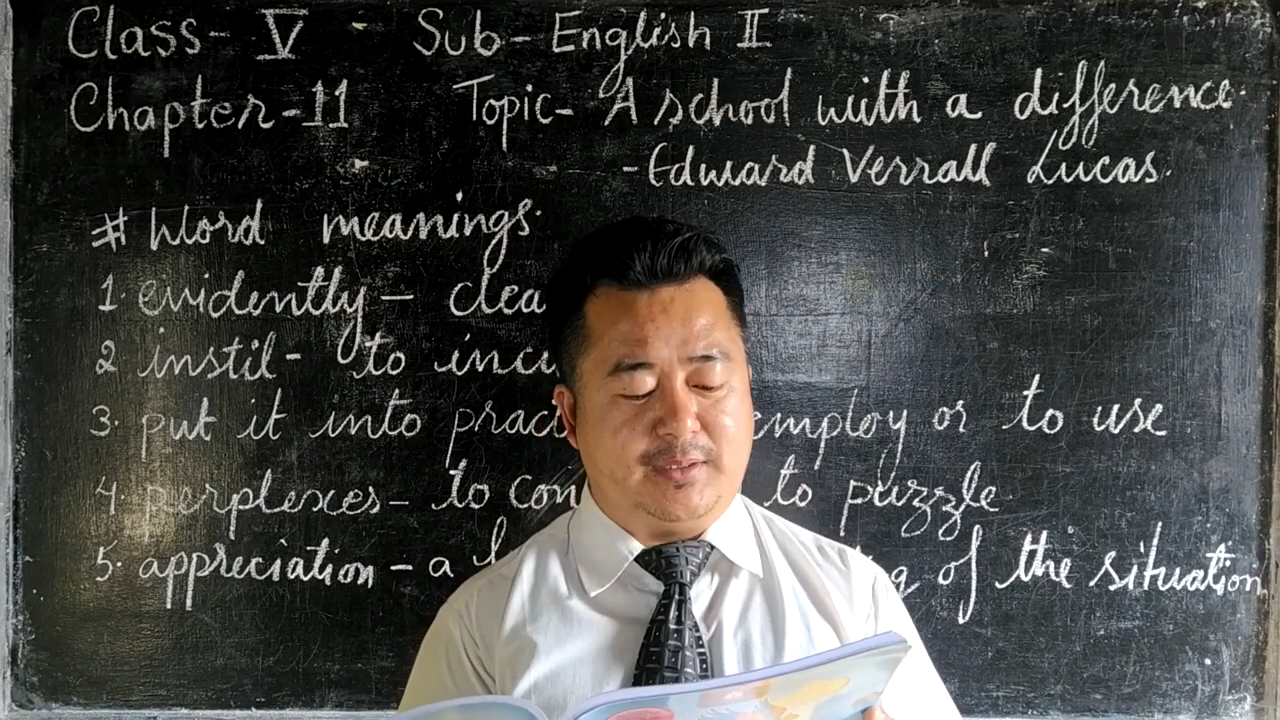 Class- V Sub- English II
Chapter-11 Topic- A school with a difference.
-Edward Verrall Lucas.
# Word meanings.
1. evidently – clea
2 instil- to incu
3. put it into prac employ or to use
4. perplexes- to con to puzzle
5. appreciation – a of the situation